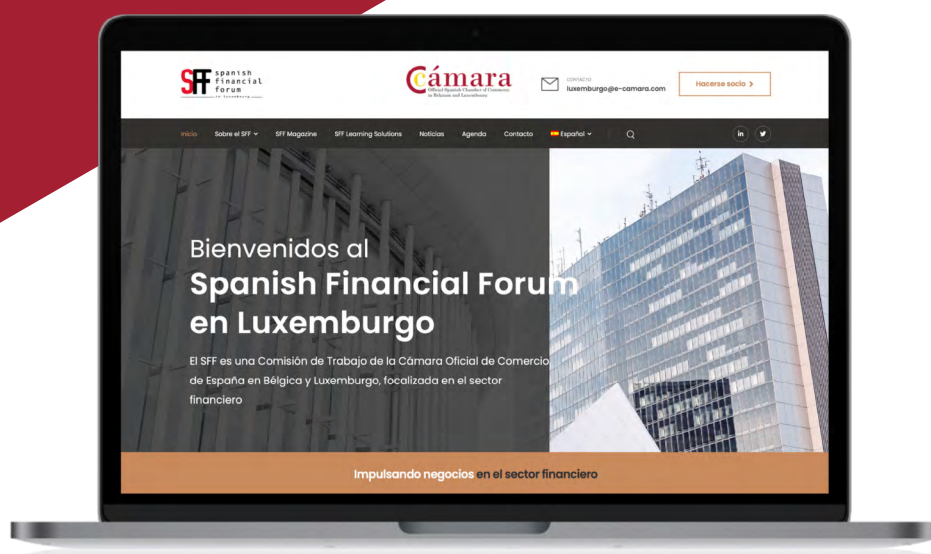 SFF spanish
financial
forum
in luxembourg
Cámara
Official Spanish Chamber of Commerce
in Belgium and Luxembourg
CONTACTO
luxemburgo@e-camara.com
Hacerse socio >
Inicio Sobre el SFF SFF Magazine SFF Learning Solutions Noticias Agenda Contacto Español
in
Bienvenidos al
Spanish Financial Forum
en Luxemburgo
El SFF es una Comisión de Trabajo de la Cámara Oficial de Comercio
de España en Bélgica y Luxemburgo, focalizada en el sector
financiero
Impulsando negocios en el sector financiero